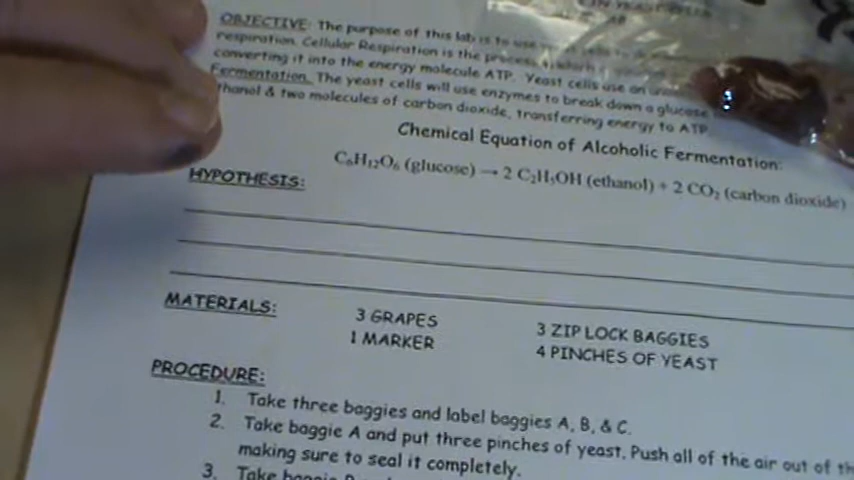 OBJECTIVE: The purpose of this lab is to use
respiration. Cellular Respiration is the process
converting it into the energy molecule ATP. Yeast cells use an
Fermentation. The yeast cells will use enzymes to break down a glucose
ethanol & two molecules of carbon dioxide, transferring energy to ATP.
Chemical Equation of Alcoholic Fermentation:
C₆H₁₂O₆ (glucose) → 2 C₂H₅OH (ethanol) + 2 CO₂ (carbon dioxide)
HYPOTHESIS:
MATERIALS: 3 GRAPES 3 ZIP LOCK BAGGIES
1 MARKER 4 PINCHES OF YEAST
PROCEDURE:
1. Take three baggies and label baggies A, B, & C.
2. Take baggie A and put three pinches of yeast. Push all of the air out of
making sure to seal it completely.
3. Take baggie